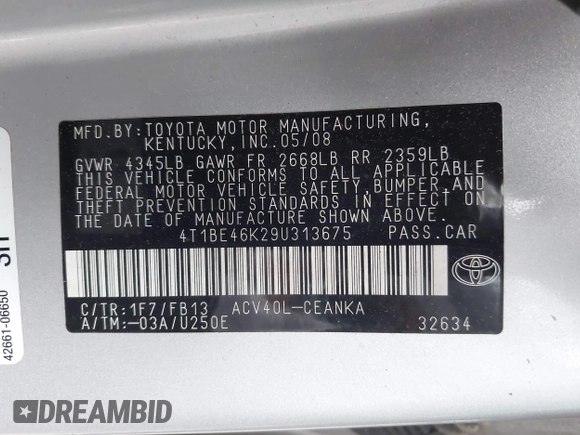 MFD.BY:TOYOTA MOTOR MANUFACTURING,
KENTUCKY,INC.05/08
GVWR 4345LB GAWR FR 2668LB RR 2359LB
THIS VEHICLE CONFORMS TO ALL APPLICABLE
FEDERAL MOTOR VEHICLE SAFETY,BUMPER,AND
THEFT PREVENTION STANDARDS IN EFFECT ON
THE DATE OF MANUFACTURE SHOWN ABOVE.
4T1BE46K29U313675 PASS.CAR
C/TR:1F7/FB13 ACV40L-CEANKA
A/TM:-03A/U250E 32634
42661-06650
DREAMBID